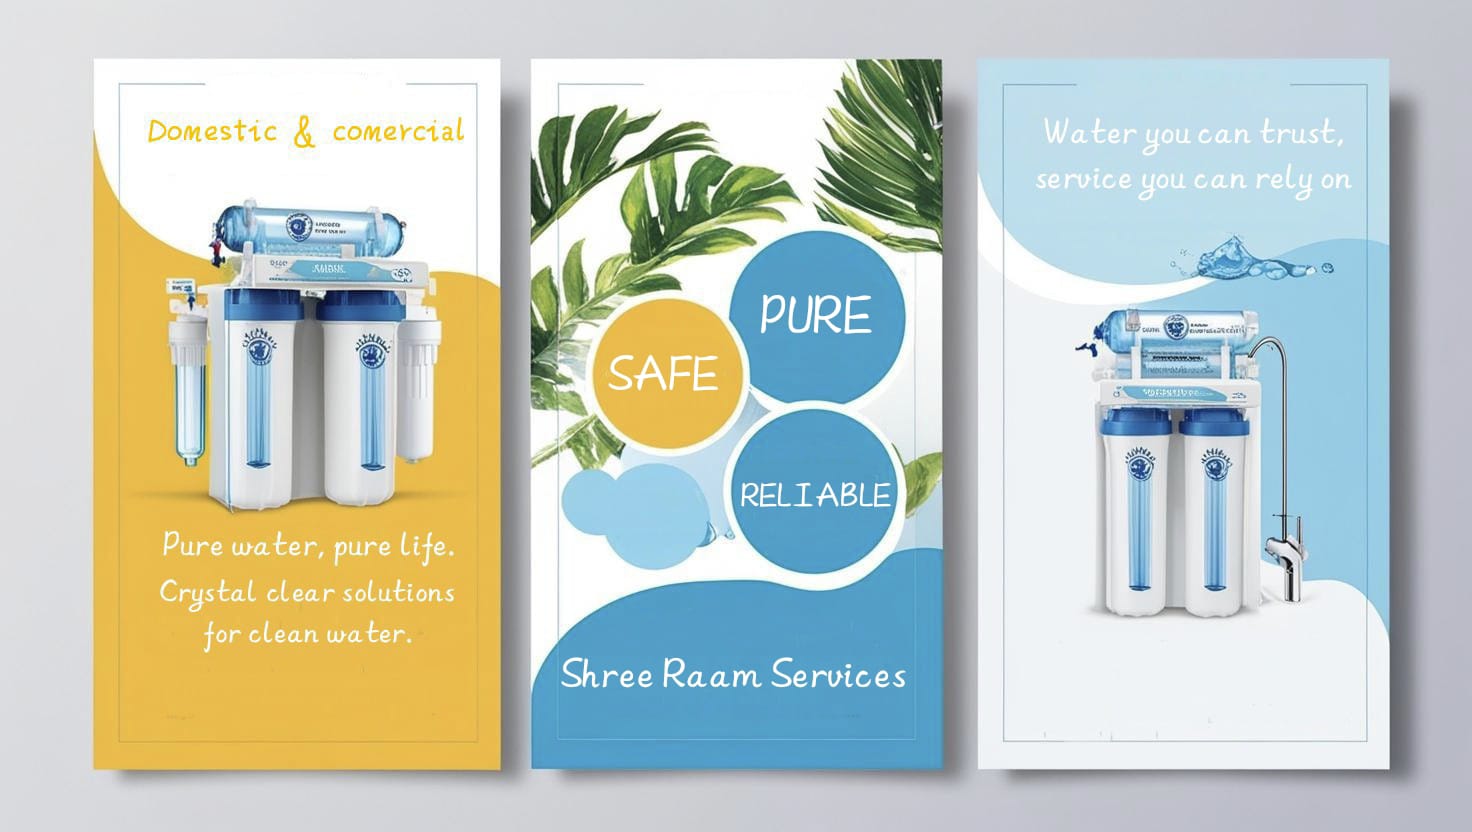 Domestic & comercial
Pure water, pure life.
Crystal clear solutions
for clean water.
SAFE
PURE
RELIABLE
Shree Raam Services
Water you can trust,
service you can rely on